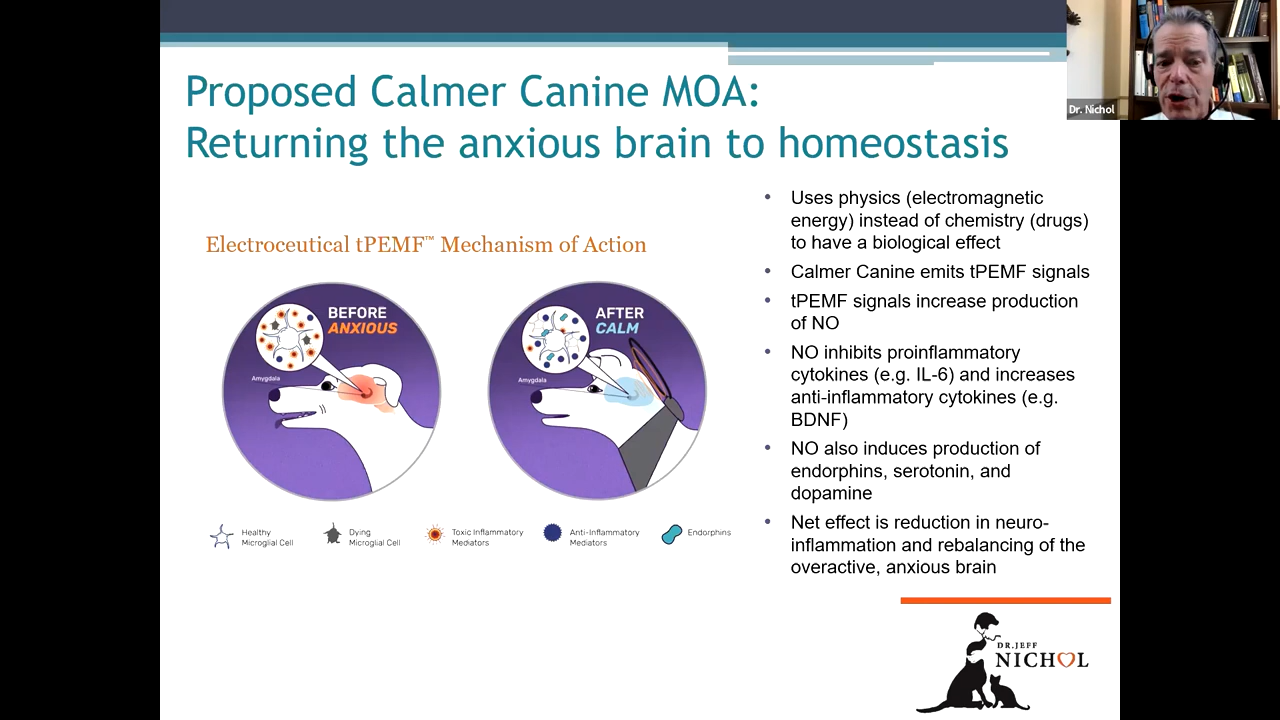 Proposed Calmer Canine MOA:
Returning the anxious brain to homeostasis
Dr. Nichol
Electroceutical tPEMF™ Mechanism of Action
BEFORE
ANXIOUS
Amygdala
AFTER
CALM
Amygdala
Healthy
Microglial Cell
Dying
Microglial Cell
Toxic Inflammatory
Mediators
Anti-Inflammatory
Mediators
Endorphins
• Uses physics (electromagnetic
energy) instead of chemistry (drugs)
to have a biological effect
• Calmer Canine emits tPEMF signals
• tPEMF signals increase production
of NO
• NO inhibits proinflammatory
cytokines (e.g. IL-6) and increases
anti-inflammatory cytokines (e.g.
BDNF)
• NO also induces production of
endorphins, serotonin, and
dopamine
• Net effect is reduction in neuro-
inflammation and rebalancing of the
overactive, anxious brain
DR.JEFF
NICHOL